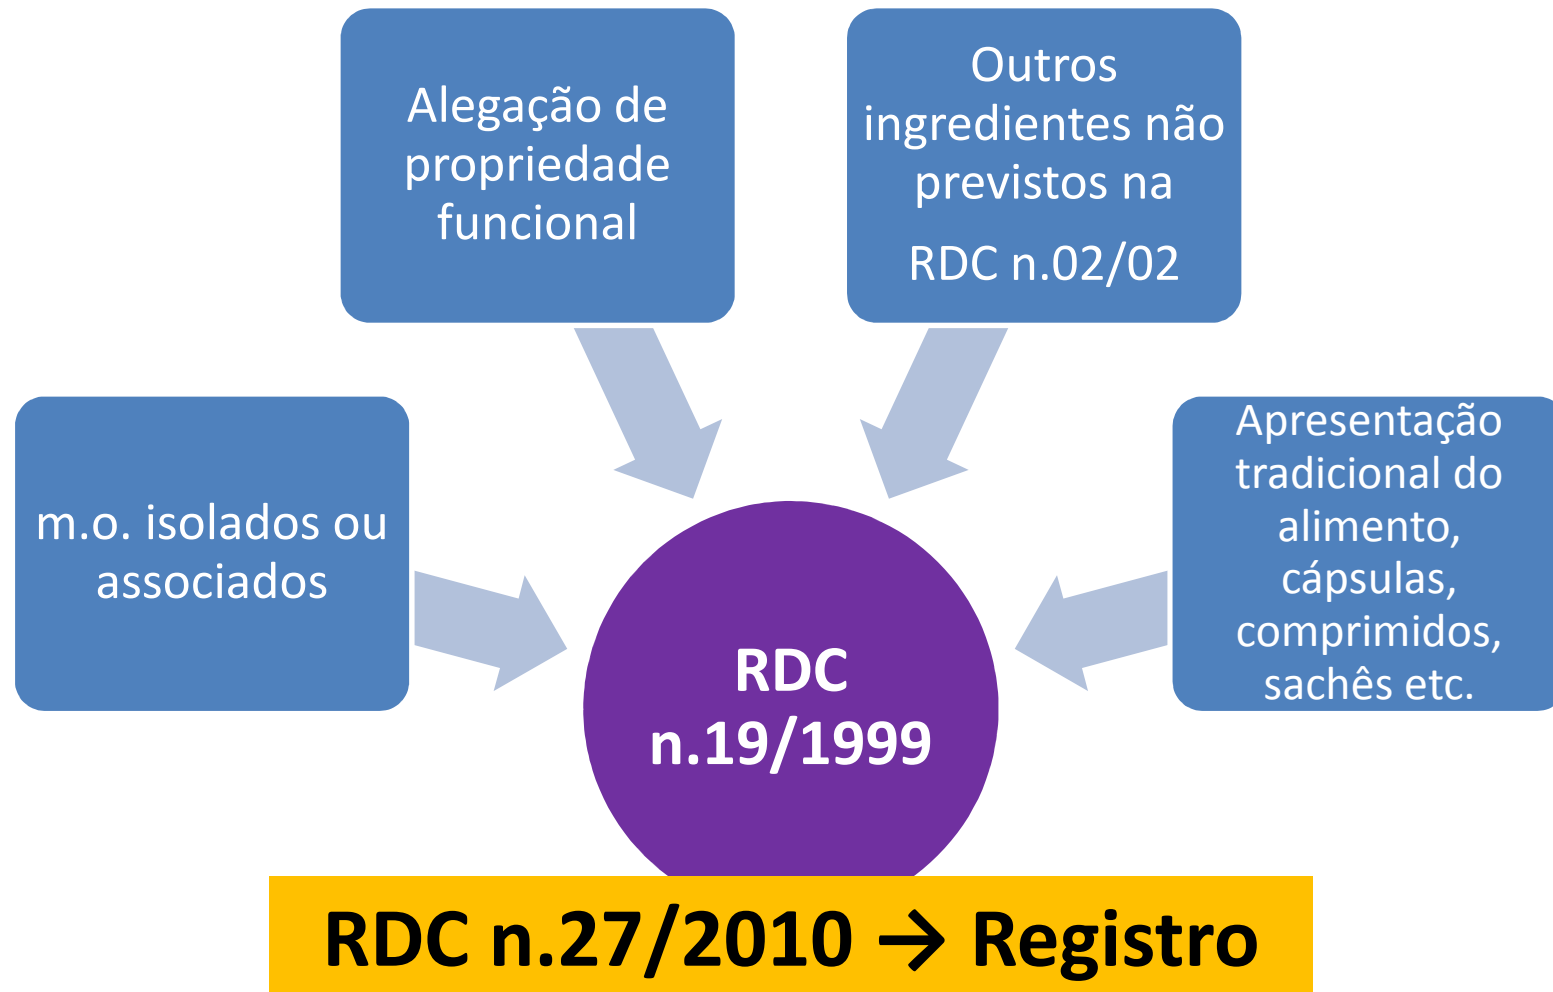 Alegação de
propriedade
funcional
Outros
ingredientes não
previstos na
RDC n.02/02
m.o. isolados ou
associados
Apresentação
tradicional do
alimento,
cápsulas,
comprimidos,
sachês etc.
RDC
n.19/1999
RDC n.27/2010 → Registro